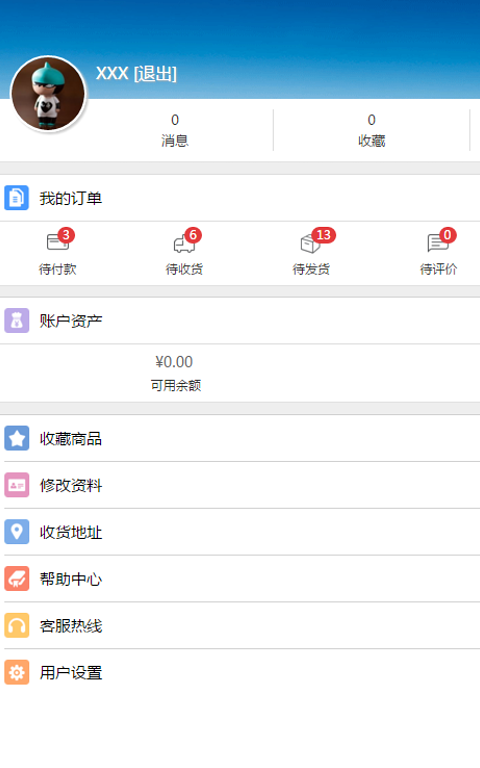 XXX [退出]
0 0
消息 收藏
我的订单
3 6 13 0
待付款 待收货 待发货 待评价
账户资产
¥0.00
可用余额
收藏商品
修改资料
收货地址
帮助中心
客服热线
用户设置